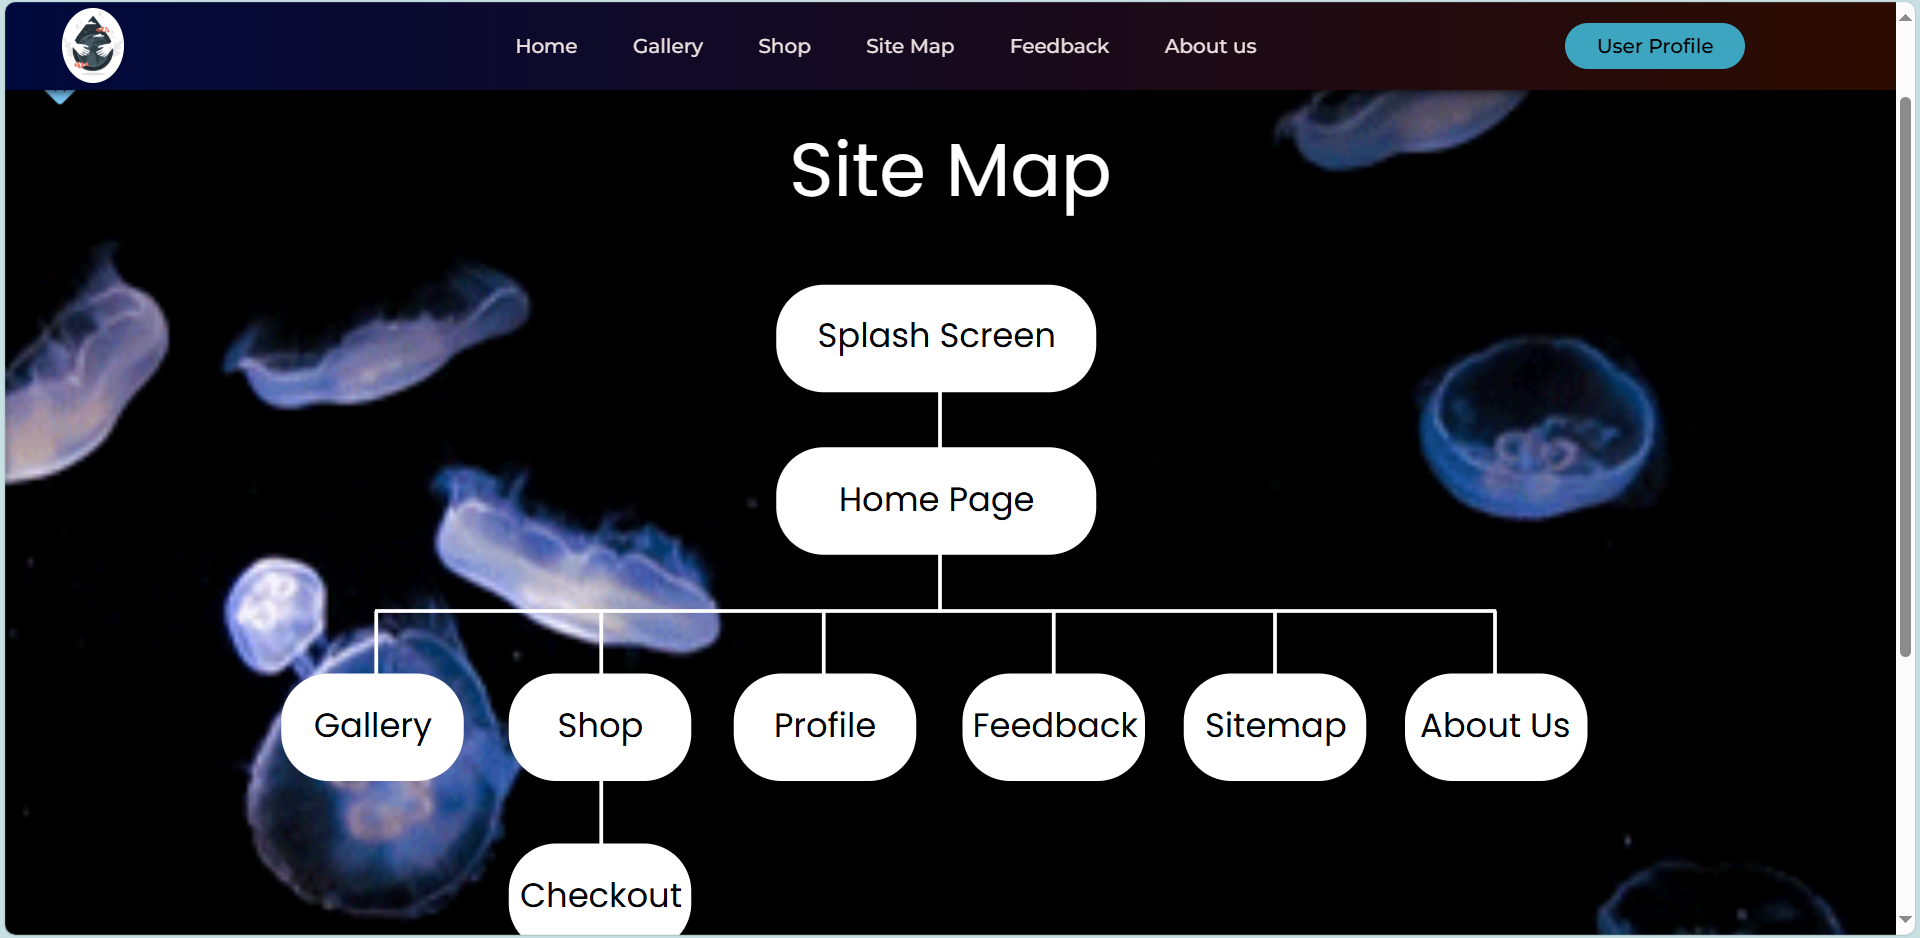 Home Gallery Shop Site Map Feedback About us User Profile
Site Map
Splash Screen
Home Page
Gallery Shop Profile Feedback Sitemap About Us
Checkout